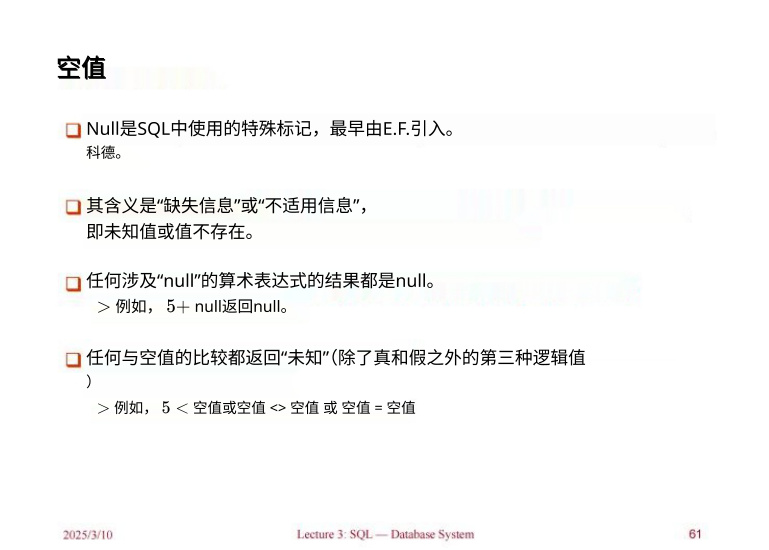 空值
Null是SQL中使用的特殊标记，最早由E.F.引入。
科德。
其含义是“缺失信息”或“不适用信息”，
即未知值或值不存在。
任何涉及“null”的算术表达式的结果都是null。
> 例如， 5+ null返回null。
任何与空值的比较都返回“未知”（除了真和假之外的第三种逻辑值
）
> 例如， 5 < 空值或空值 <> 空值 或 空值 = 空值
2025/3/10 Lecture 3: SQL — Database System 61